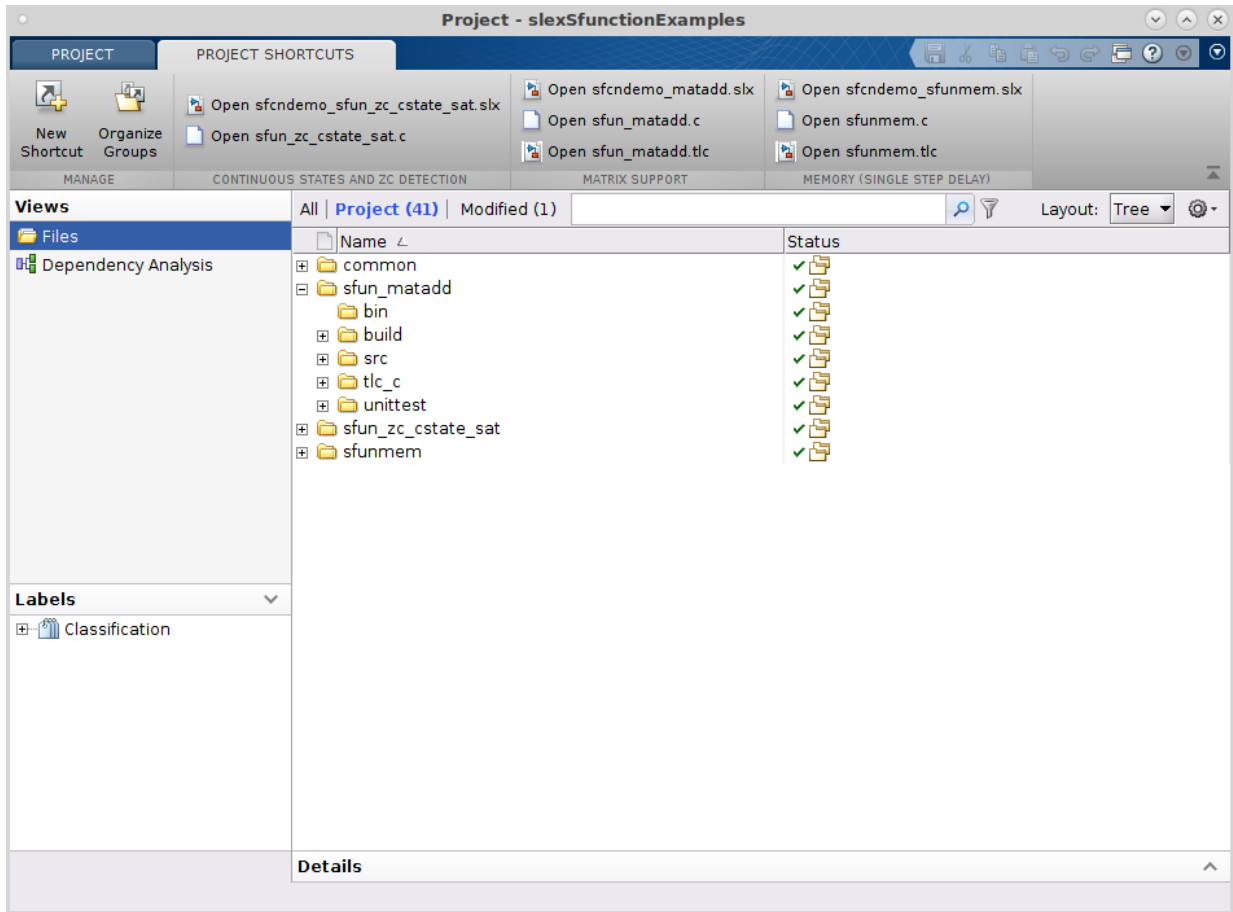 Project - slexSfunctionExamples
PROJECT
PROJECT SHORTCUTS
New Shortcut
Organize Groups
MANAGE
Open sfcndemo_sfun_zc_cstate_sat.slx
Open sfun_zc_cstate_sat.c
CONTINUOUS STATES AND ZC DETECTION
Open sfcndemo_matadd.slx
Open sfun_matadd.c
Open sfun_matadd.tlc
MATRIX SUPPORT
Open sfcndemo_sfunmem.slx
Open sfunmem.c
Open sfunmem.tlc
MEMORY (SINGLE STEP DELAY)
Views
Files
Dependency Analysis
Labels
Classification
All | Project (41) | Modified (1)
Layout: Tree
Name
Status
common
sfun_matadd
bin
build
src
tlc_c
unittest
sfun_zc_cstate_sat
sfunmem
Details